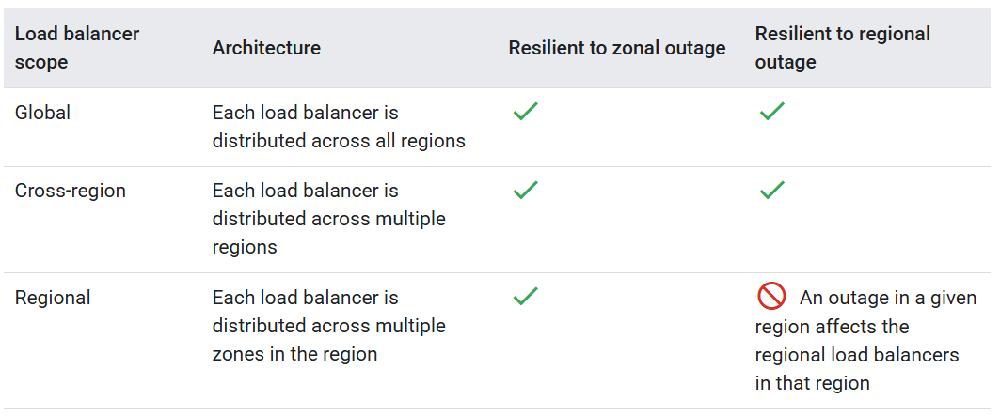 Load balancer
scope
Architecture
Resilient to zonal outage
Resilient to regional
outage
Global
Each load balancer is
distributed across all regions
Cross-region
Each load balancer is
distributed across multiple
regions
Regional
Each load balancer is
distributed across multiple
zones in the region
An outage in a given
region affects the
regional load balancers
in that region